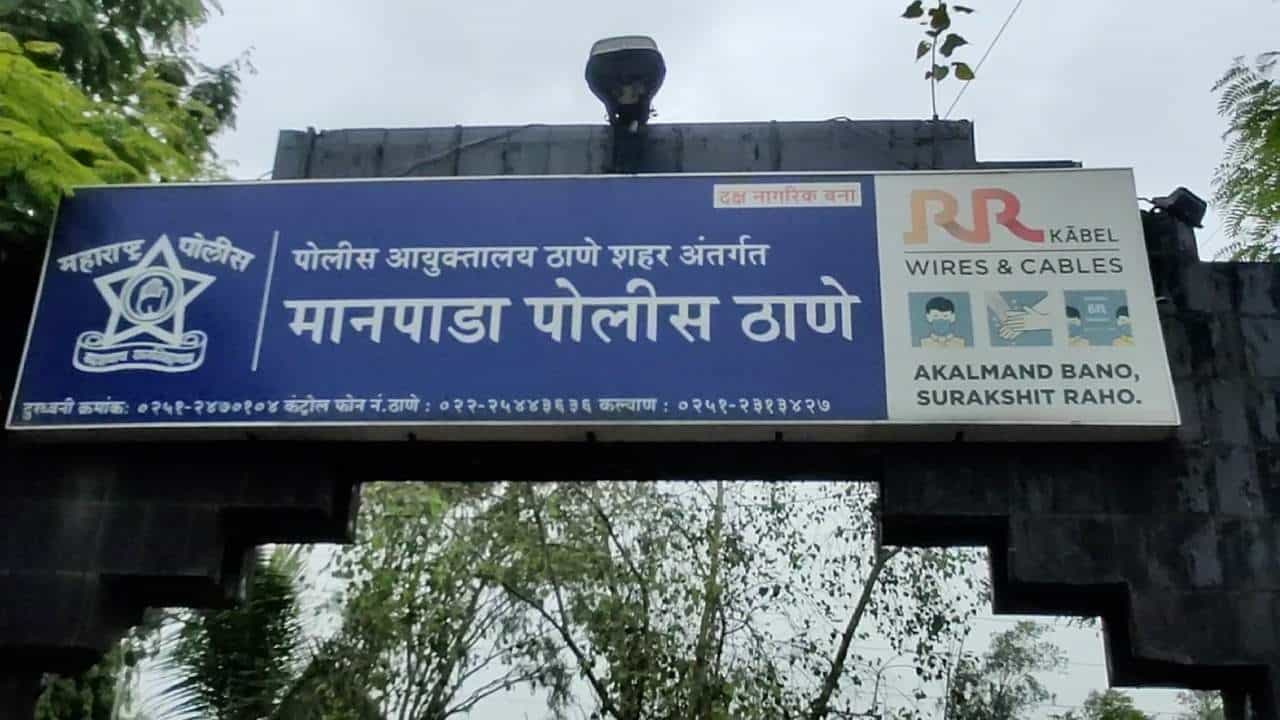 दक्ष नागरिक बना
महाराष्ट्र पोलीस
पोलीस आयुक्तालय ठाणे शहर अंतर्गत
मानपाडा पोलीस ठाणे
दुरध्वनी क्रमांक: ०२५१-२४७०१०४ कंट्रोल फोन नं.ठाणे : ०२२-२५४४३६३६ कल्याण : ०२५१-२३१३४२७
RR KĀBEL
WIRES & CABLES
AKALMAND BANO,
SURAKSHIT RAHO.